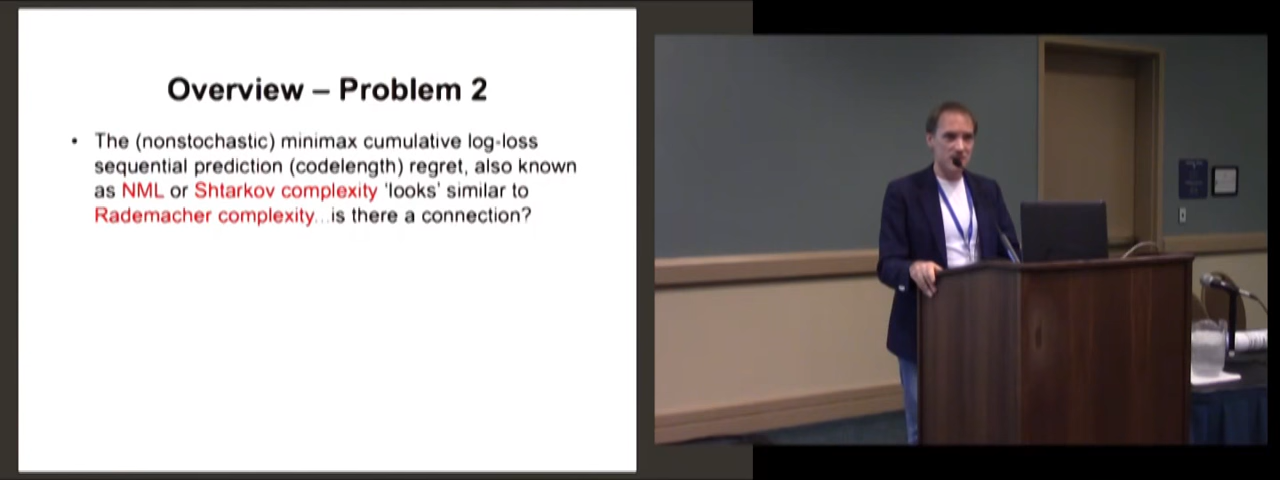 Overview – Problem 2
• The (nonstochastic) minimax cumulative log-loss
sequential prediction (codelength) regret, also known
as NML or Shtarkov complexity 'looks' similar to
Rademacher complexity...is there a connection?